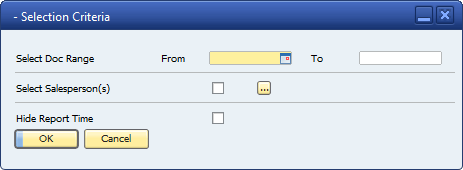 - Selection Criteria
Select Doc Range From To
Select Salesperson(s) ...
Hide Report Time
OK Cancel